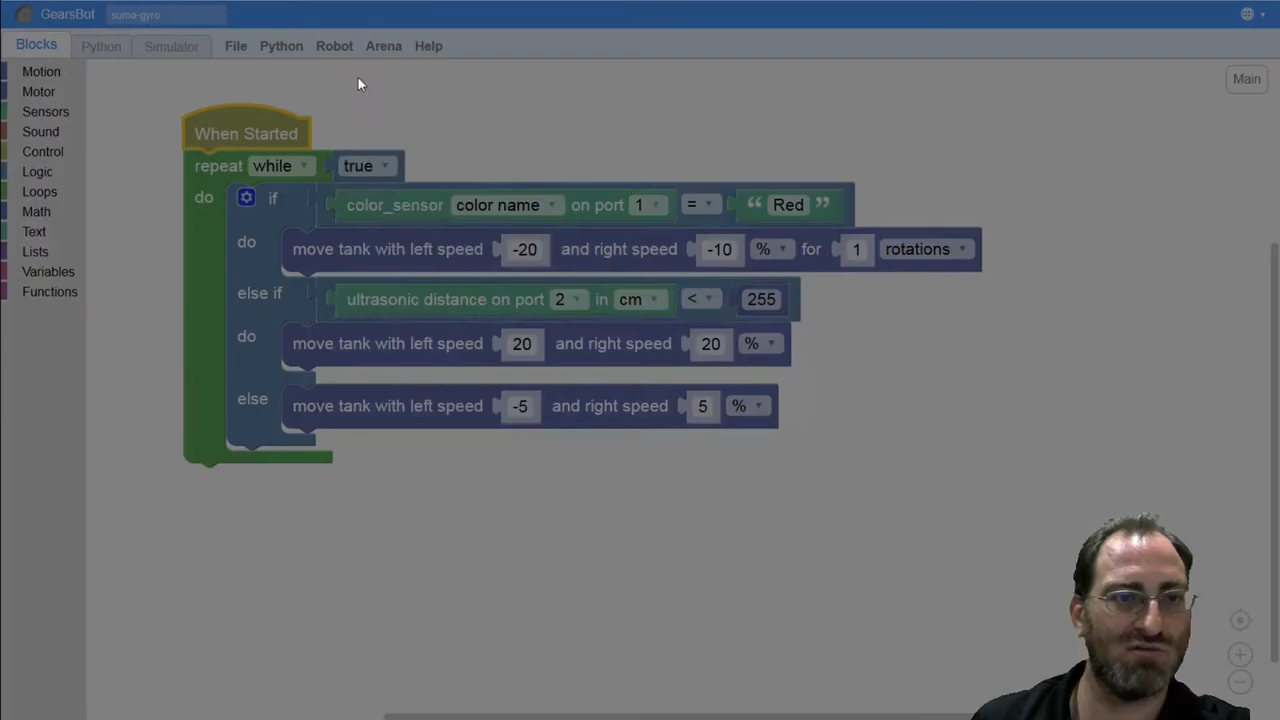 GearsBot sumo-gyro
Blocks Python Simulator File Python Robot Arena Help
Motion
Motor
Sensors
Sound
Control
Logic
Loops
Math
Text
Lists
Variables
Functions
Main
When Started
repeat while true
do if color_sensor color name on port 1 = “ Red ”
do move tank with left speed -20 and right speed -10 % for 1 rotations
else if ultrasonic distance on port 2 in cm < 255
do move tank with left speed 20 and right speed 20 %
else move tank with left speed -5 and right speed 5 %